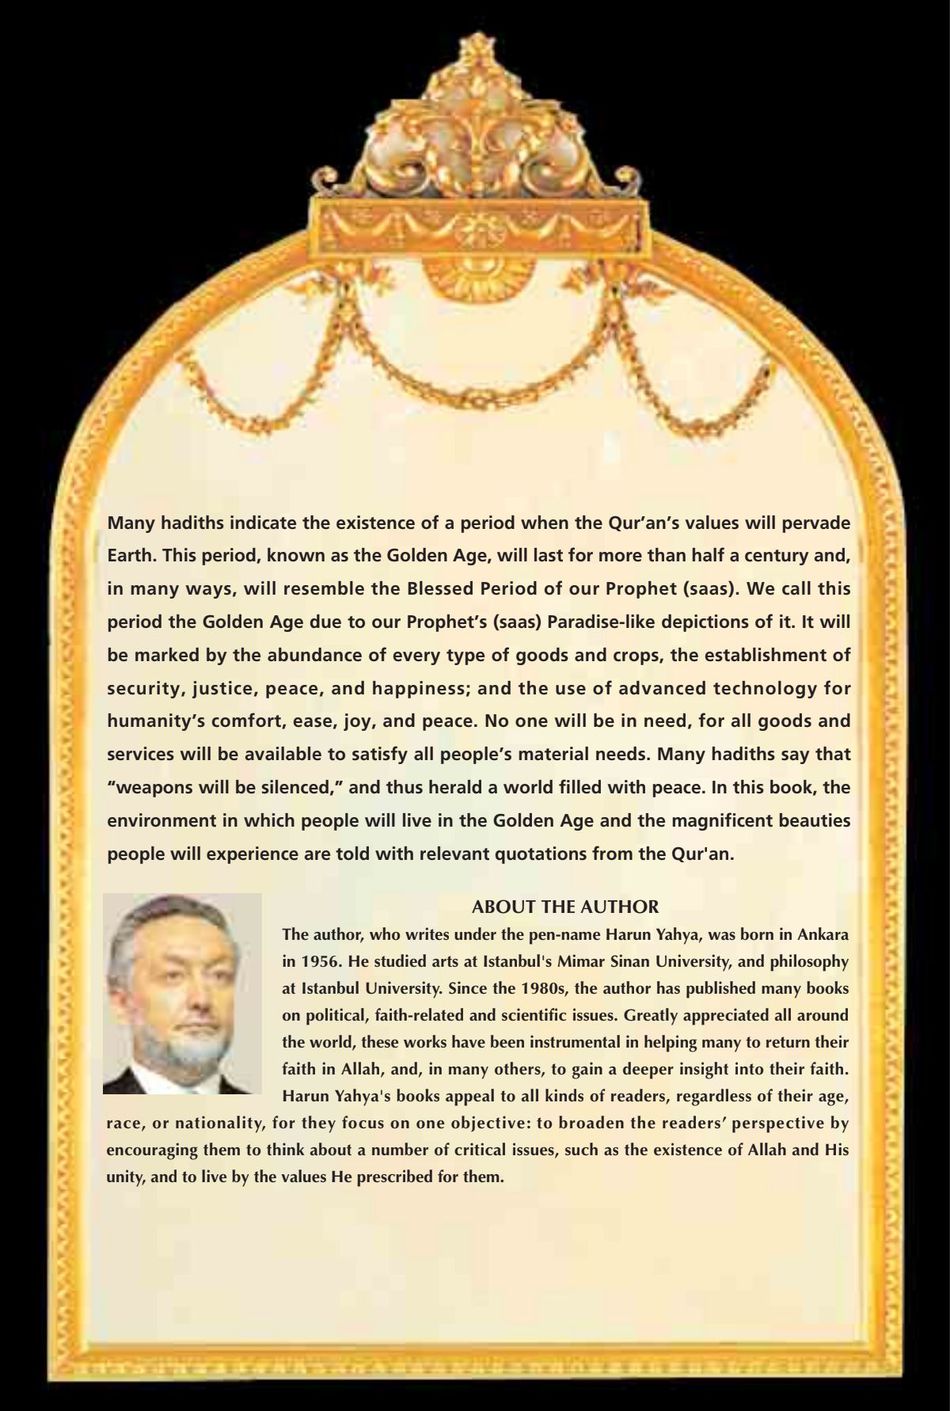 Many hadiths indicate the existence of a period when the Qur’an’s values will pervade
Earth. This period, known as the Golden Age, will last for more than half a century and,
in many ways, will resemble the Blessed Period of our Prophet (saas). We call this
period the Golden Age due to our Prophet’s (saas) Paradise-like depictions of it. It will
be marked by the abundance of every type of goods and crops, the establishment of
security, justice, peace, and happiness; and the use of advanced technology for
humanity’s comfort, ease, joy, and peace. No one will be in need, for all goods and
services will be available to satisfy all people’s material needs. Many hadiths say that
“weapons will be silenced,” and thus herald a world filled with peace. In this book, the
environment in which people will live in the Golden Age and the magnificent beauties
people will experience are told with relevant quotations from the Qur'an.
ABOUT THE AUTHOR
The author, who writes under the pen-name Harun Yahya, was born in Ankara
in 1956. He studied arts at Istanbul's Mimar Sinan University, and philosophy
at Istanbul University. Since the 1980s, the author has published many books
on political, faith-related and scientific issues. Greatly appreciated all around
the world, these works have been instrumental in helping many to return their
faith in Allah, and, in many others, to gain a deeper insight into their faith.
Harun Yahya's books appeal to all kinds of readers, regardless of their age,
race, or nationality, for they focus on one objective: to broaden the readers’ perspective by
encouraging them to think about a number of critical issues, such as the existence of Allah and His
unity, and to live by the values He prescribed for them.